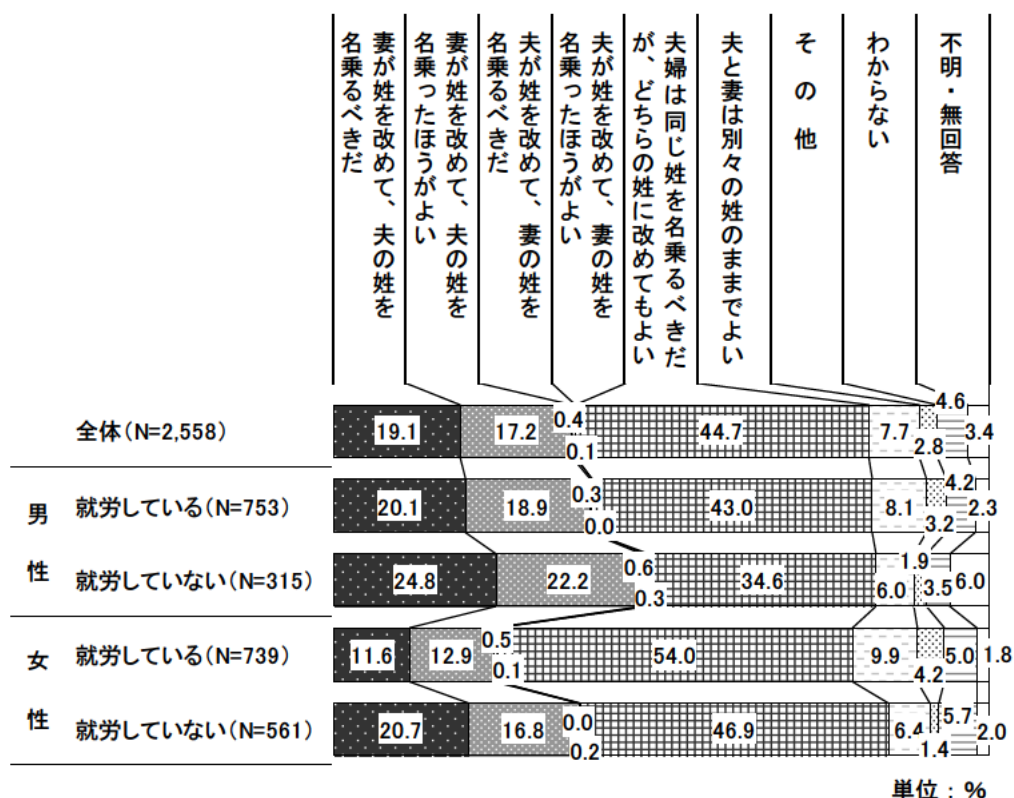 妻が姓を改めて、夫の姓を
名乗るべきだ
妻が姓を改めて、夫の姓を
名乗ったほうがよい
夫が姓を改めて、妻の姓を
名乗るべきだ
夫が姓を改めて、妻の姓を
名乗ったほうがよい
夫婦は同じ姓を名乗るべきだ
が、どちらの姓に改めてもよい
夫と妻は別々の姓のままでよい
その他
わからない
不明・無回答
全体(N=2,558)
19.1
17.2
0.4
0.1
44.7
7.7
2.8
4.6
3.4
男性
就労している(N=753)
20.1
18.9
0.3
0.0
43.0
8.1
3.2
4.2
2.3
就労していない(N=315)
24.8
22.2
0.6
0.3
34.6
6.0
1.9
3.5
6.0
女性
就労している(N=739)
11.6
12.9
0.5
0.1
54.0
9.9
4.2
5.0
1.8
就労していない(N=561)
20.7
16.8
0.0
0.2
46.9
6.4
1.4
5.7
2.0
単位:%